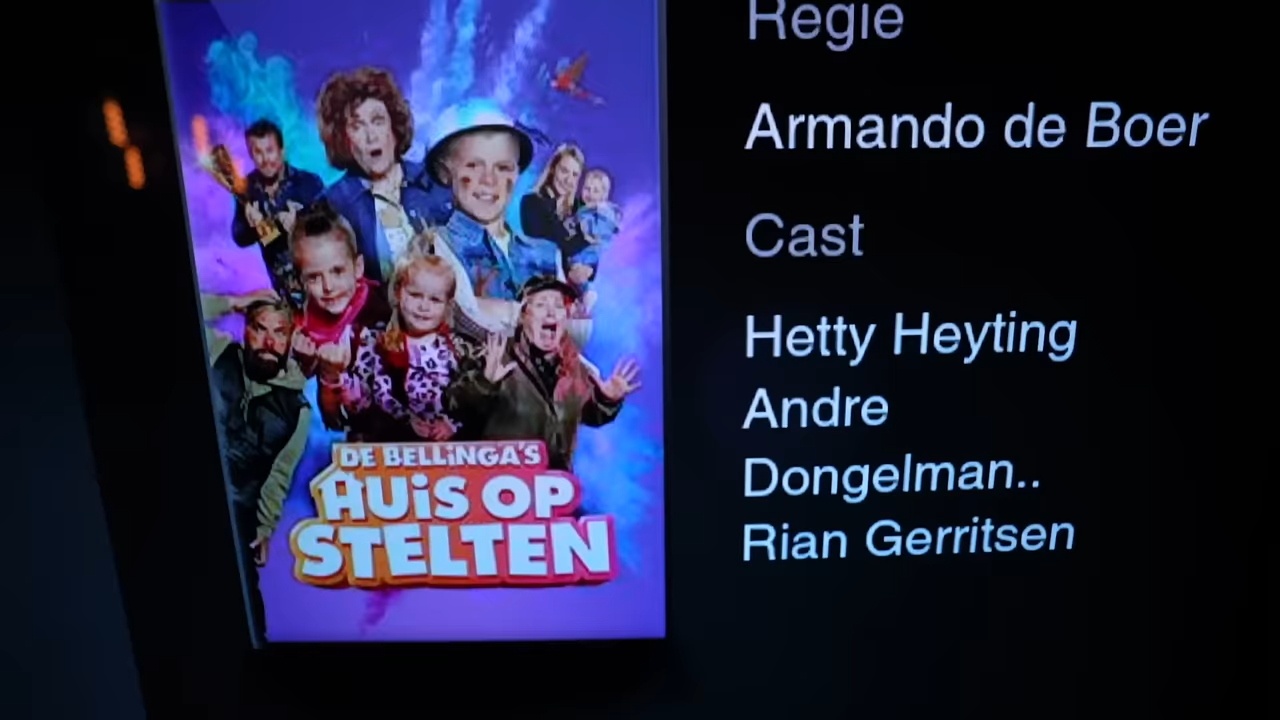 DE BELLiNGA'S
HUiS OP
STELTEN
Regie
Armando de Boer
Cast
Hetty Heyting
Andre
Dongelman..
Rian Gerritsen